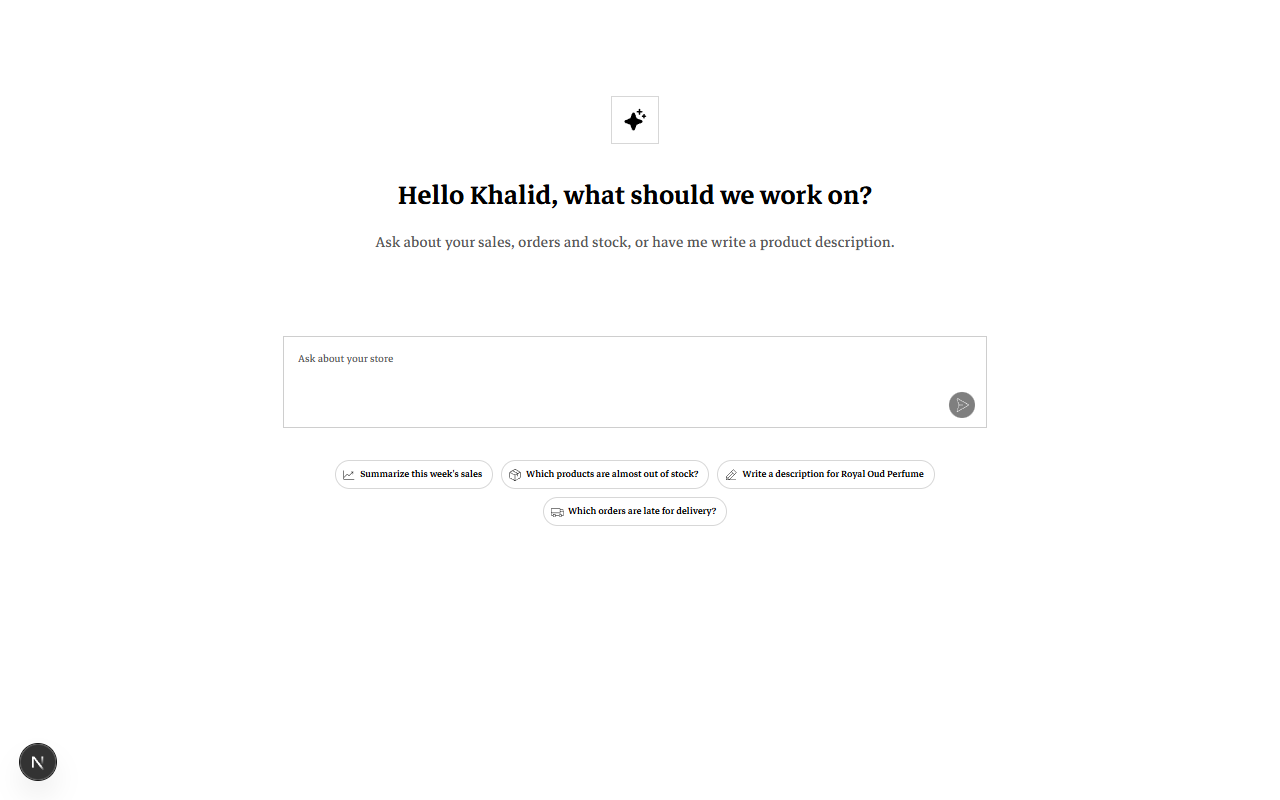 Hello Khalid, what should we work on?
Ask about your sales, orders and stock, or have me write a product description.
Ask about your store
Summarize this week's sales
Which products are almost out of stock?
Write a description for Royal Oud Perfume
Which orders are late for delivery?
N